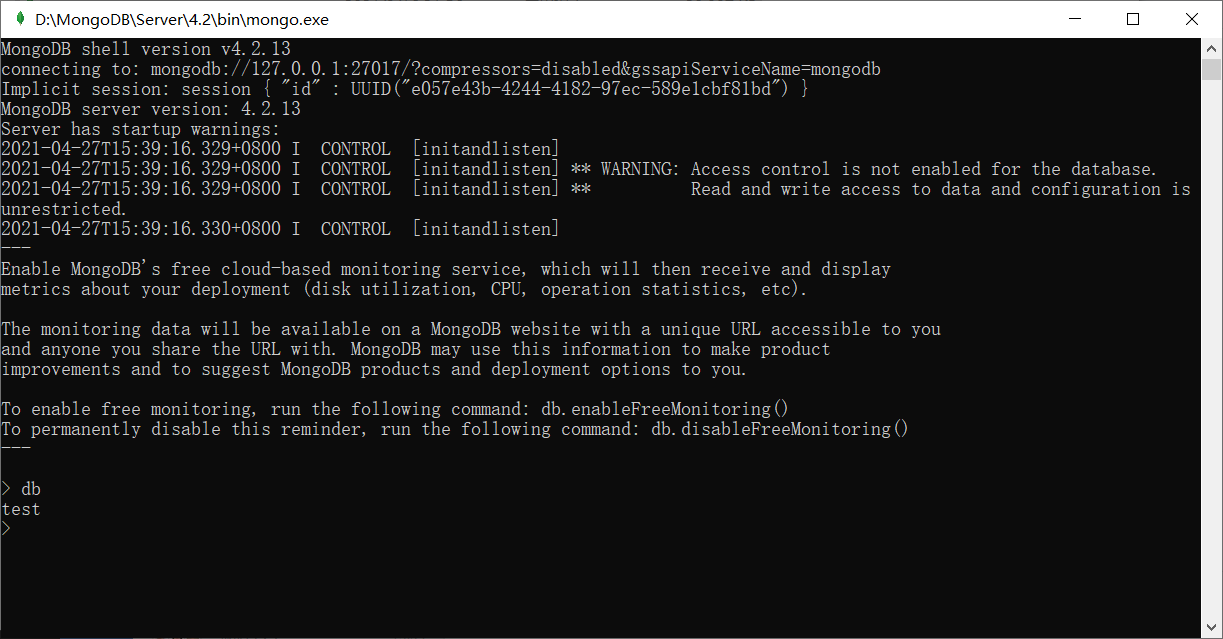 D:\MongoDB\Server\4.2\bin\mongo.exe
MongoDB shell version v4.2.13
connecting to: mongodb://127.0.0.1:27017/?compressors=disabled&gssapiServiceName=mongodb
Implicit session: session { "id" : UUID("e057e43b-4244-4182-97ec-589e1cbf81bd") }
MongoDB server version: 4.2.13
Server has startup warnings:
2021-04-27T15:39:16.329+0800 I  CONTROL  [initandlisten]
2021-04-27T15:39:16.329+0800 I  CONTROL  [initandlisten] ** WARNING: Access control is not enabled for the database.
2021-04-27T15:39:16.329+0800 I  CONTROL  [initandlisten] **          Read and write access to data and configuration is
unrestricted.
2021-04-27T15:39:16.330+0800 I  CONTROL  [initandlisten]
---
Enable MongoDB's free cloud-based monitoring service, which will then receive and display
metrics about your deployment (disk utilization, CPU, operation statistics, etc).

The monitoring data will be available on a MongoDB website with a unique URL accessible to you
and anyone you share the URL with. MongoDB may use this information to make product
improvements and to suggest MongoDB products and deployment options to you.

To enable free monitoring, run the following command: db.enableFreeMonitoring()
To permanently disable this reminder, run the following command: db.disableFreeMonitoring()
---

> db
test
>